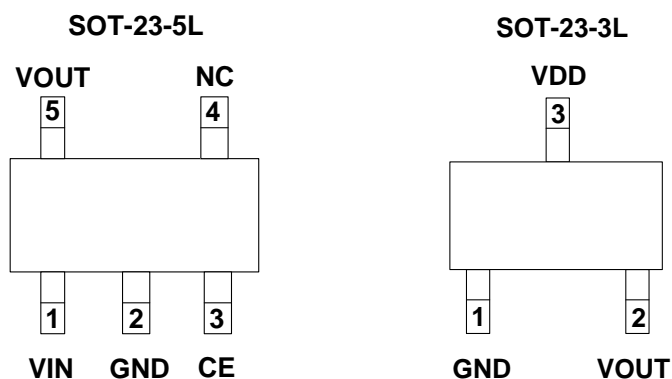 SOT-23-5L
VOUT NC
5 4
1 2 3
VIN GND CE
SOT-23-3L
VDD
3
1 2
GND VOUT